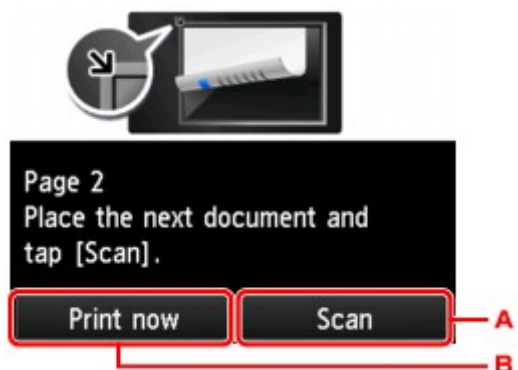 Page 2
Place the next document and
tap [Scan].
Print now
Scan
A
B